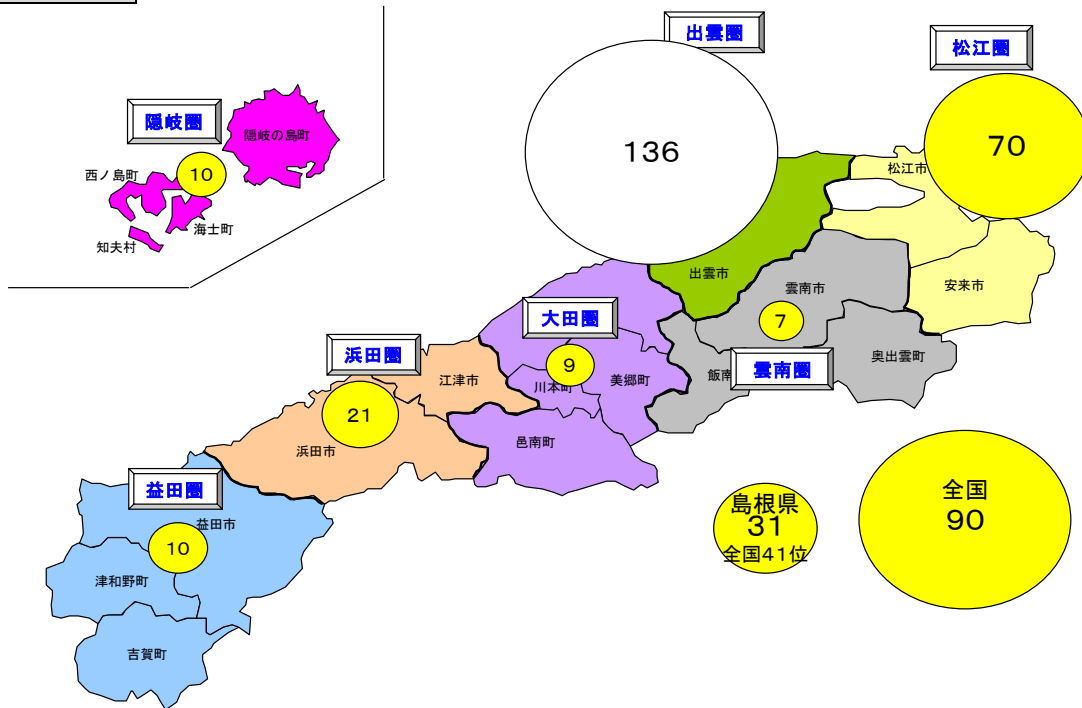 出雲圏
松江圏
隠岐圏
隠岐の島町
136
70
松江市
西ノ島町
10
海士町
知夫村
出雲市
雲南市
安来市
大田圏
7
浜田圏
江津市
9
川本町
美郷町
飯南
雲南圏
奥出雲町
21
浜田市
邑南町
益田圏
益田市
10
津和野町
吉賀町
島根県
31
全国41位
全国
90